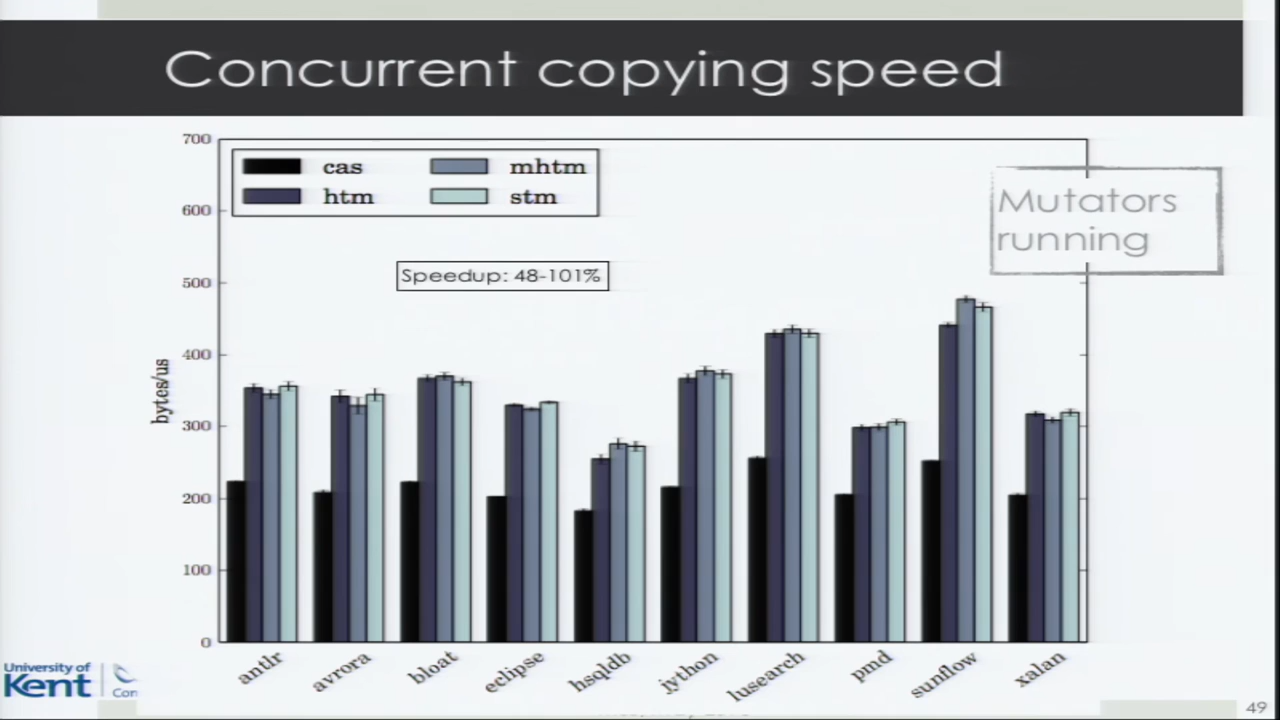 Concurrent copying speed
700
600
500
400
300
200
100
0
bytes/us
cas
mhtm
htm
stm
Speedup: 48-101%
Mutators
running
antlr
avrora
bloat
eclipse
hsqldb
jython
lusearch
pmd
sunflow
xalan
University of
Kent
Con
49